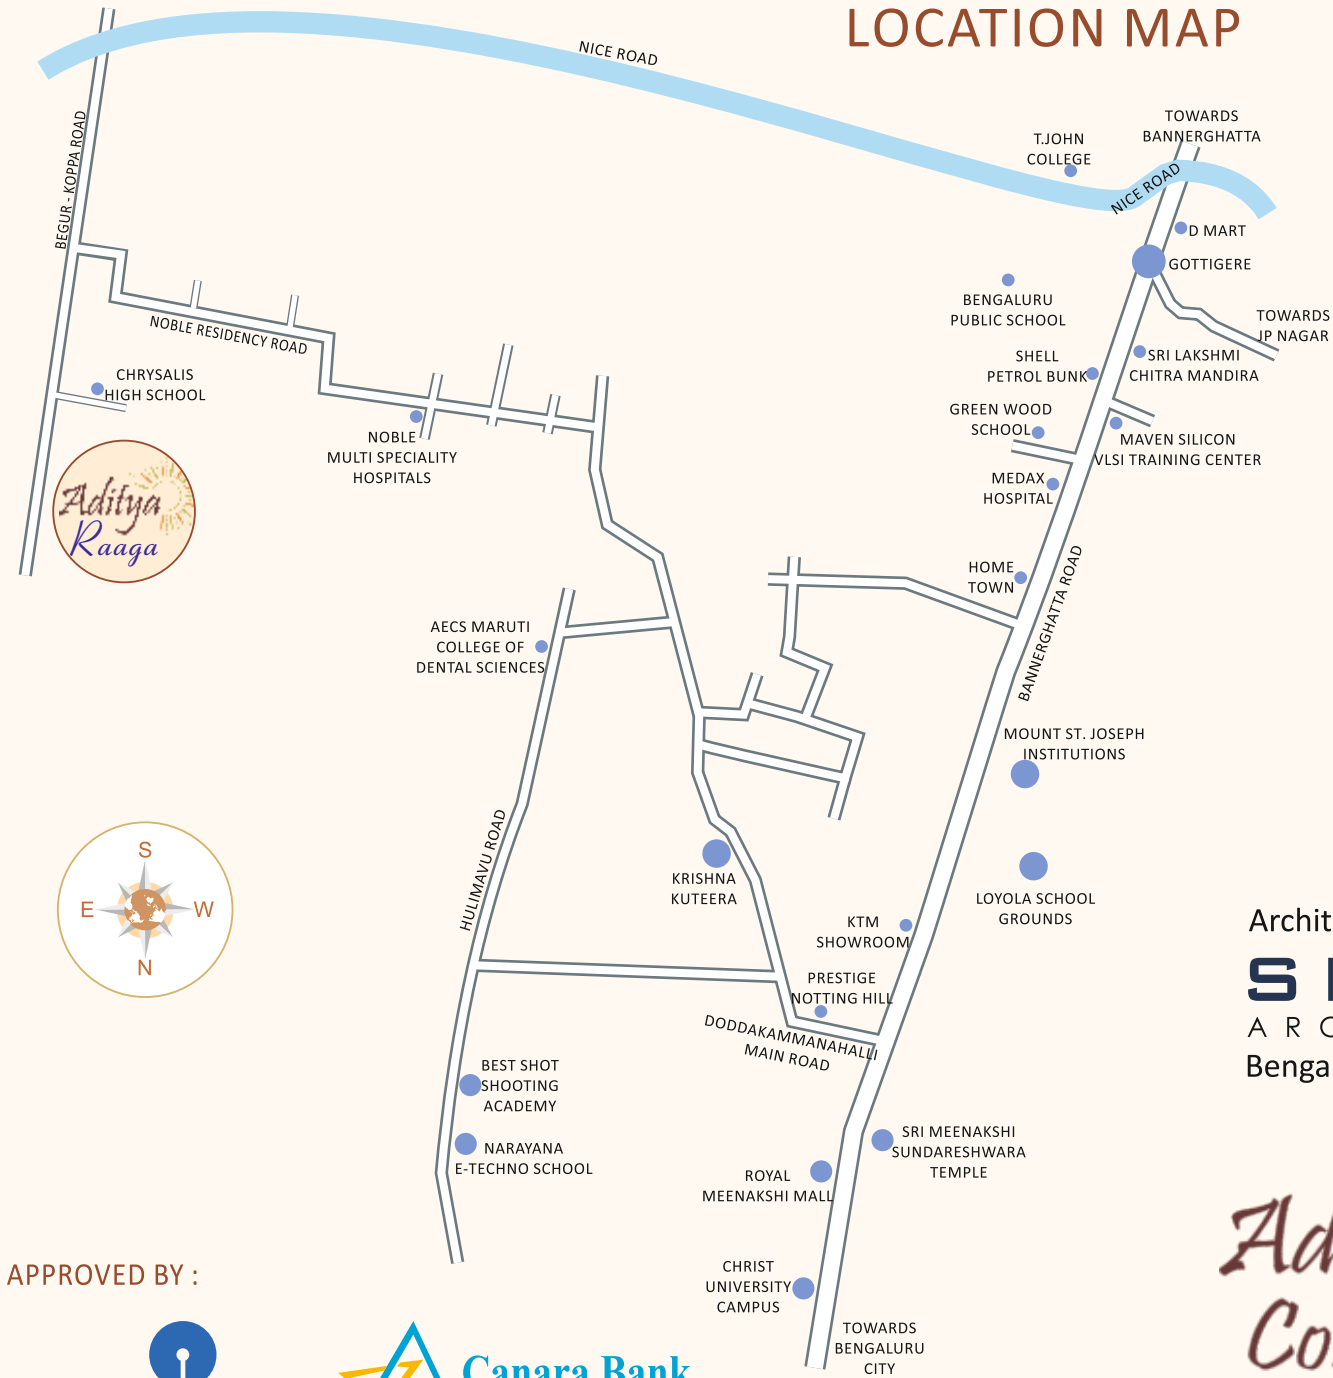 LOCATION MAP
NICE ROAD
TOWARDS
BANNERGHATTA
T.JOHN
COLLEGE
NICE ROAD
BEGUR - KOPPA ROAD
D MART
GOTTIGERE
BENGALURU
PUBLIC SCHOOL
TOWARDS
JP NAGAR
NOBLE RESIDENCY ROAD
SHELL
PETROL BUNK
SRI LAKSHMI
CHITRA MANDIRA
CHRYSALIS
HIGH SCHOOL
GREEN WOOD
SCHOOL
NOBLE
MULTI SPECIALITY
HOSPITALS
MAVEN SILICON
VLSI TRAINING CENTER
MEDAX
HOSPITAL
Aditya
Raaga
HOME
TOWN
BANNERGHATTA ROAD
AECS MARUTI
COLLEGE OF
DENTAL SCIENCES
MOUNT ST. JOSEPH
INSTITUTIONS
HULIMAVU ROAD
S
E
W
N
KRISHNA
KUTEERA
LOYOLA SCHOOL
GROUNDS
KTM
SHOWROOM
Archit
S
ARC
Benga
PRESTIGE
NOTTING HILL
DODDAKAMMANAHALLI
MAIN ROAD
BEST SHOT
SHOOTING
ACADEMY
NARAYANA
E-TECHNO SCHOOL
SRI MEENAKSHI
SUNDARESHWARA
TEMPLE
ROYAL
MEENAKSHI MALL
Ad
Co
APPROVED BY :
CHRIST
UNIVERSITY
CAMPUS
TOWARDS
BENGALURU
CITY
Canara Bank